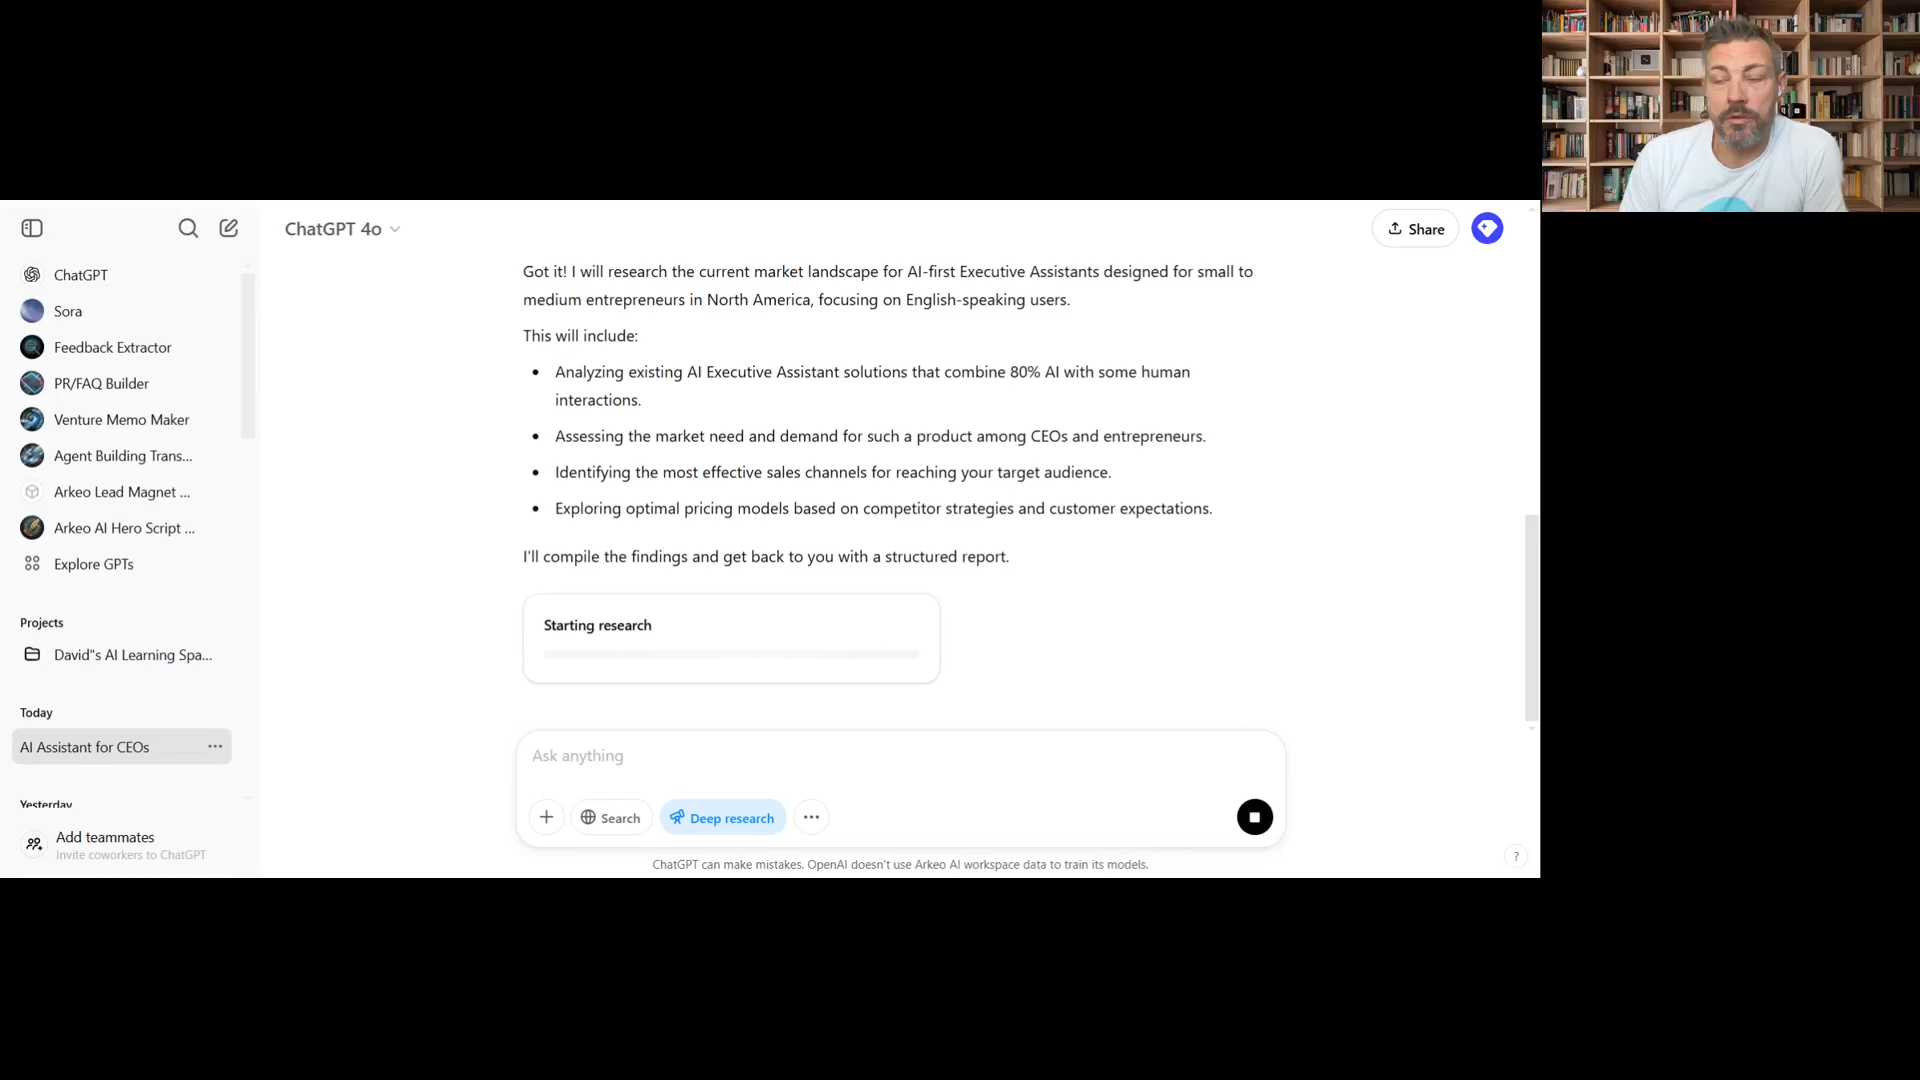 ChatGPT 4o
Share
ChatGPT
Sora
Feedback Extractor
PR/FAQ Builder
Venture Memo Maker
Agent Building Trans...
Arkeo Lead Magnet ...
Arkeo AI Hero Script ...
Explore GPTs
Projects
David"s AI Learning Spa...
Today
AI Assistant for CEOs
Yesterday
Add teammates
Invite coworkers to ChatGPT
Got it! I will research the current market landscape for AI-first Executive Assistants designed for small to
medium entrepreneurs in North America, focusing on English-speaking users.
This will include:
• Analyzing existing AI Executive Assistant solutions that combine 80% AI with some human
interactions.
• Assessing the market need and demand for such a product among CEOs and entrepreneurs.
• Identifying the most effective sales channels for reaching your target audience.
• Exploring optimal pricing models based on competitor strategies and customer expectations.
I'll compile the findings and get back to you with a structured report.
Starting research
Ask anything
Search
Deep research
ChatGPT can make mistakes. OpenAI doesn't use Arkeo AI workspace data to train its models.
?